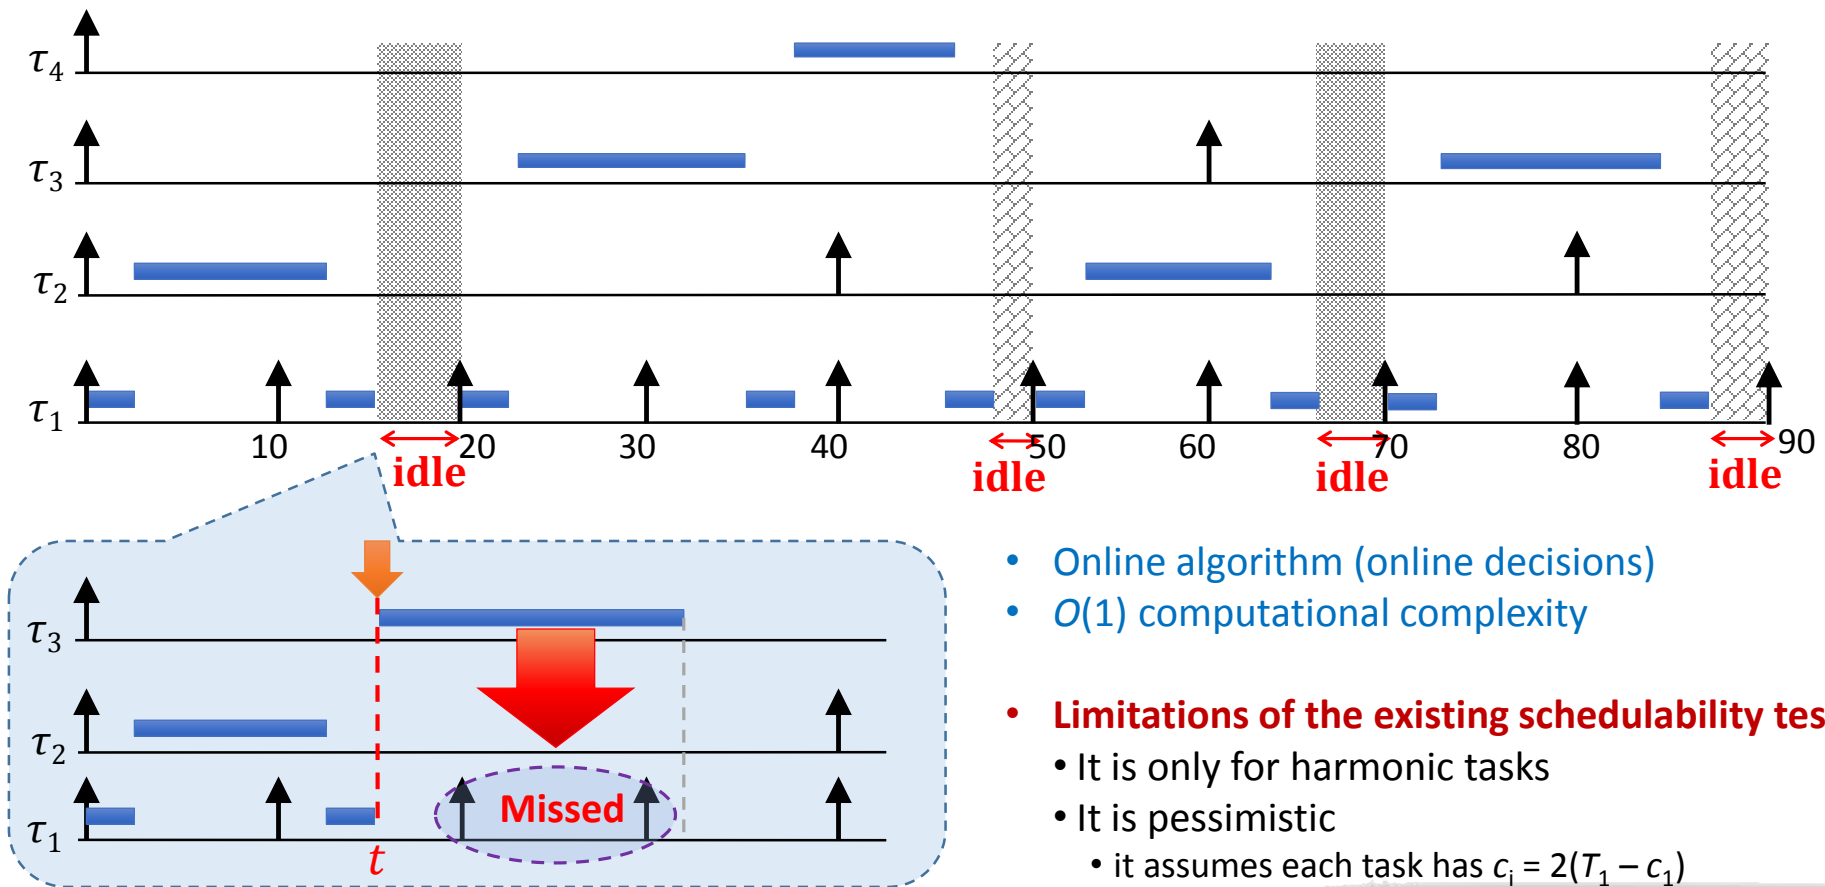 τ4
τ3
τ2
τ1
10 20 30 40 50 60 70 80 90
idle idle idle idle
τ3
τ2
τ1
Missed
t
• Online algorithm (online decisions)
• O(1) computational complexity
• Limitations of the existing schedulability tes
• It is only for harmonic tasks
• It is pessimistic
• it assumes each task has ci = 2(T1 – c1)